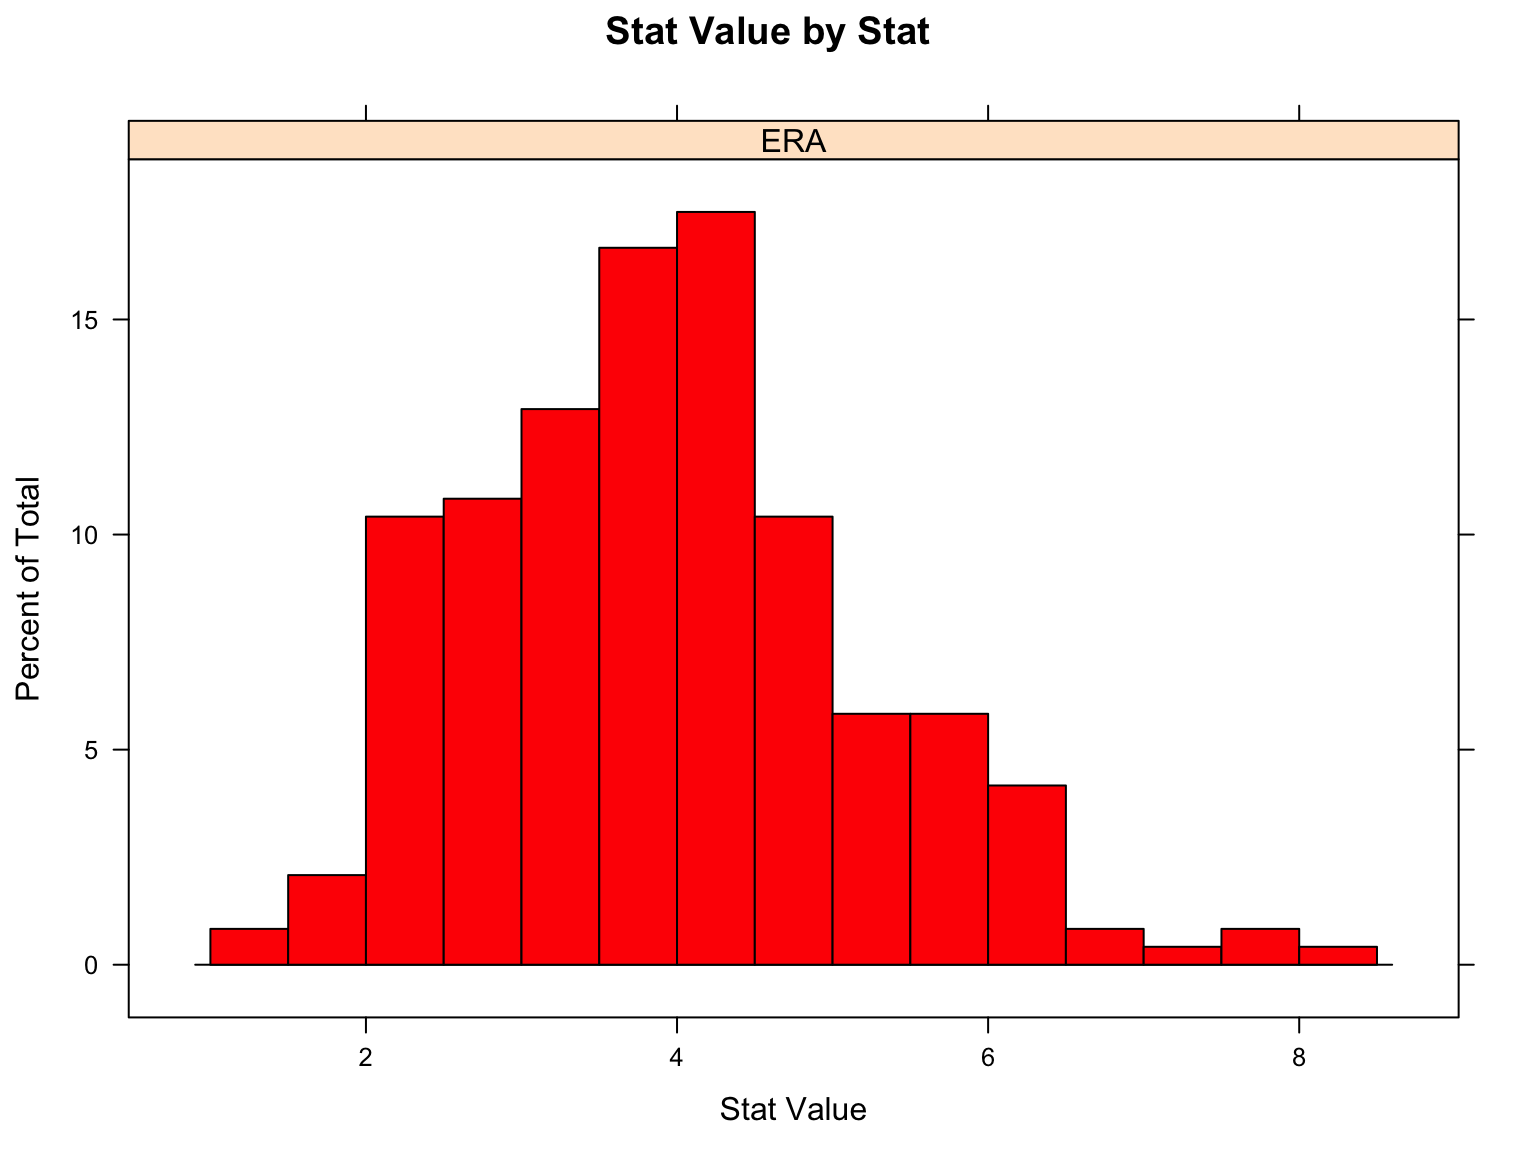 Stat Value by Stat
ERA
Percent of Total
15
10
5
0
2 4 6 8
Stat Value